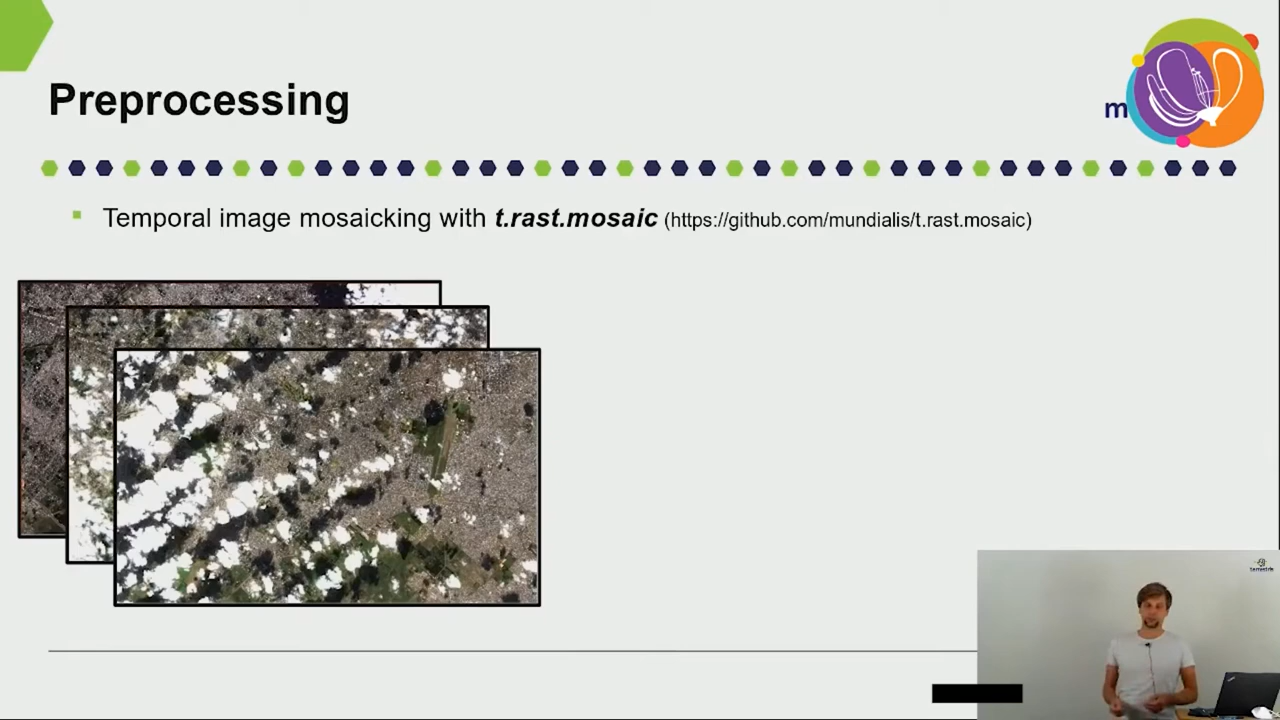 Preprocessing
m
Temporal image mosaicking with t.rast.mosaic (https://github.com/mundialis/t.rast.mosaic)